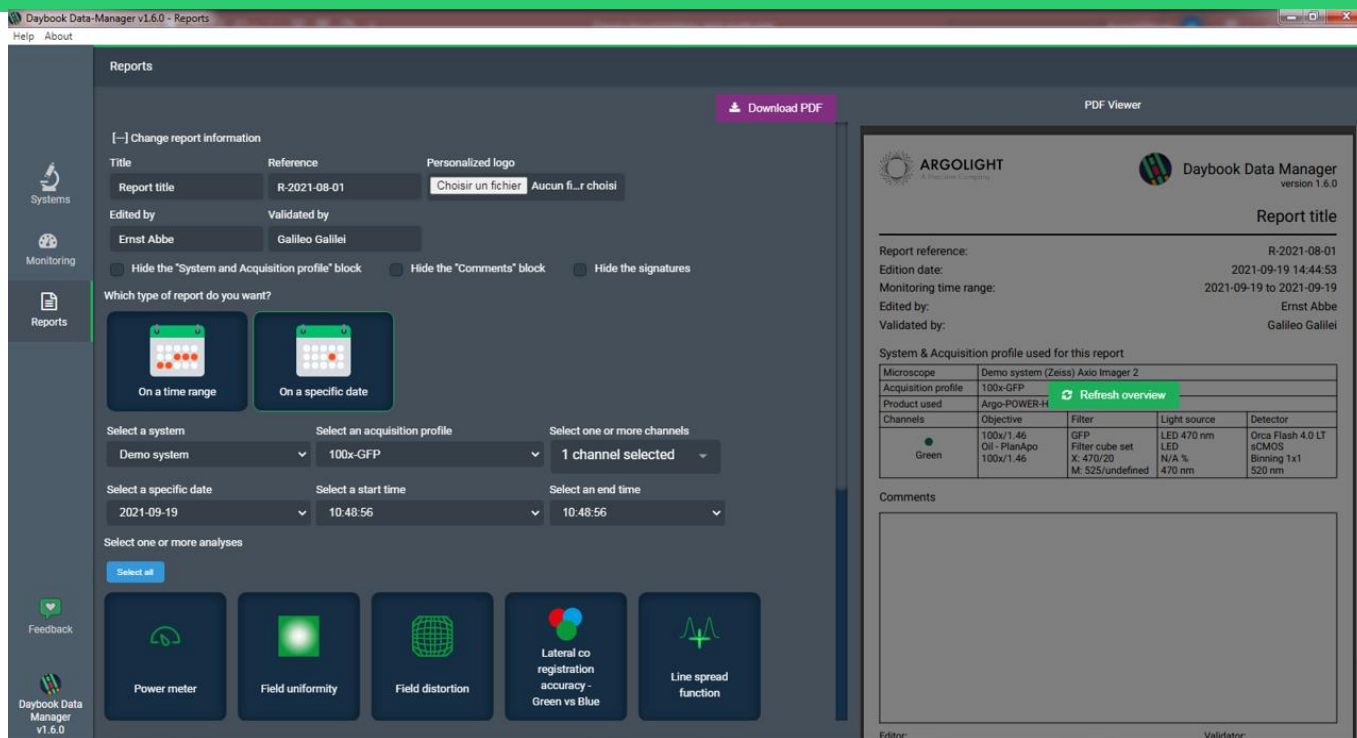 Daybook Data-Manager v1.6.0 - Reports
Help About
Reports
Download PDF
PDF Viewer
[—] Change report information
Title Reference Personalized logo
Report title R-2021-08-01 Choisir un fichier Aucun fi...r choisi
Edited by Validated by
Ernst Abbe Galileo Galilei
Hide the "System and Acquisition profile" block Hide the "Comments" block Hide the signatures
Which type of report do you want?
On a time range On a specific date
Select a system Select an acquisition profile Select one or more channels
Demo system 100x-GFP 1 channel selected
Select a specific date Select a start time Select an end time
2021-09-19 10:48:56 10:48:56
Select one or more analyses
Select all
Power meter
Field uniformity
Field distortion
Lateral co
registration
accuracy -
Green vs Blue
Line spread
function
Systems
Monitoring
Reports
Feedback
Daybook Data
Manager
v1.6.0
ARGOLIGHT
Daybook Data Manager
version 1.6.0
Report title
Report reference: R-2021-08-01
Edition date: 2021-09-19 14:44:53
Monitoring time range: 2021-09-19 to 2021-09-19
Edited by: Ernst Abbe
Validated by: Galileo Galilei
System & Acquisition profile used for this report
Microscope Demo system (Zeiss) Axio Imager 2
Acquisition profile 100x-GFP
Refresh overview
Product used Argo-POWER-H
Channels Objective Filter Light source Detector
100x/1.46 GFP LED 470 nm Orca Flash 4.0 LT
Oil - PlanApo Filter cube set LED sCMOS
Green 100x/1.46 X: 470/20 N/A % Binning 1x1
M: 525/undefined 470 nm 520 nm
Comments
Editor: Validator: